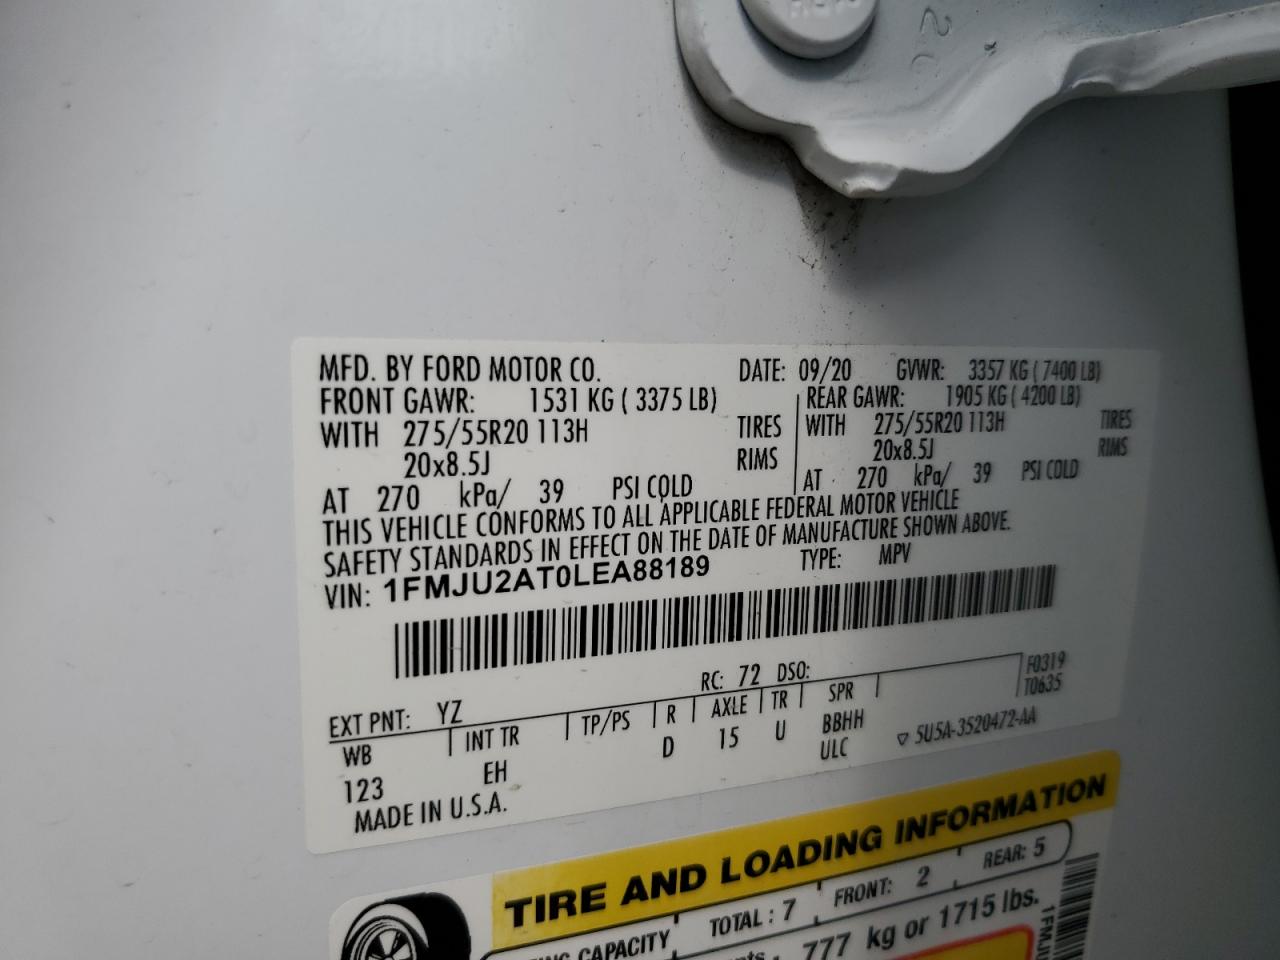 MFD. BY FORD MOTOR CO. DATE: 09/20 GVWR: 3357 KG ( 7400 LB)
FRONT GAWR: 1531 KG ( 3375 LB) REAR GAWR: 1905 KG ( 4200 LB)
WITH 275/55R20 113H TIRES WITH 275/55R20 113H TIRES
20x8.5J RIMS 20x8.5J RIMS
AT 270 kPa/ 39 PSI COLD AT 270 kPa/ 39 PSI COLD
THIS VEHICLE CONFORMS TO ALL APPLICABLE FEDERAL MOTOR VEHICLE
SAFETY STANDARDS IN EFFECT ON THE DATE OF MANUFACTURE SHOWN ABOVE.
VIN: 1FMJU2AT0LEA88189 TYPE: MPV
EXT PNT: YZ RC: 72 DSO: F0319
T0635
WB INT TR TP/PS R AXLE TR SPR
123 EH D 15 U BBHH
ULC
▽ 5U5A-3520472-AA
MADE IN U.S.A.
TIRE AND LOADING INFORMATION
CAPACITY TOTAL : 7 FRONT: 2 REAR: 5
777 kg or 1715 lbs.
1FMJU